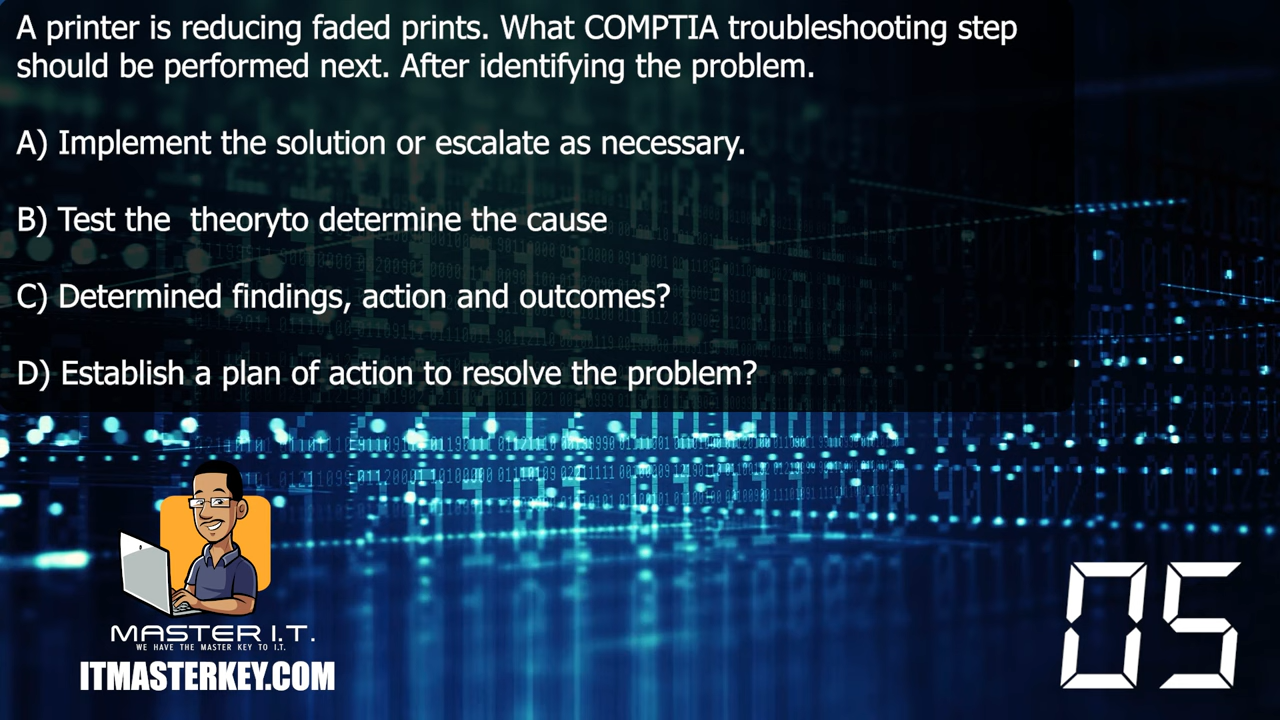 A printer is reducing faded prints. What COMPTIA troubleshooting step
should be performed next. After identifying the problem.
A) Implement the solution or escalate as necessary.
B) Test the  theoryto determine the cause
C) Determined findings, action and outcomes?
D) Establish a plan of action to resolve the problem?
MASTER I.T.
WE HAVE THE MASTER KEY TO I.T.
ITMASTERKEY.COM
05